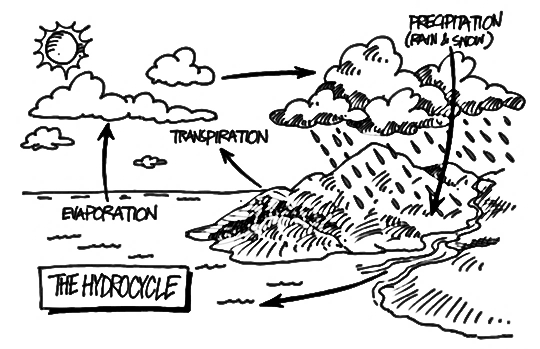 PRECIPITATION
(RAIN & SNOW)
TRANSPIRATION
EVAPORATION
THE HYDROCYCLE